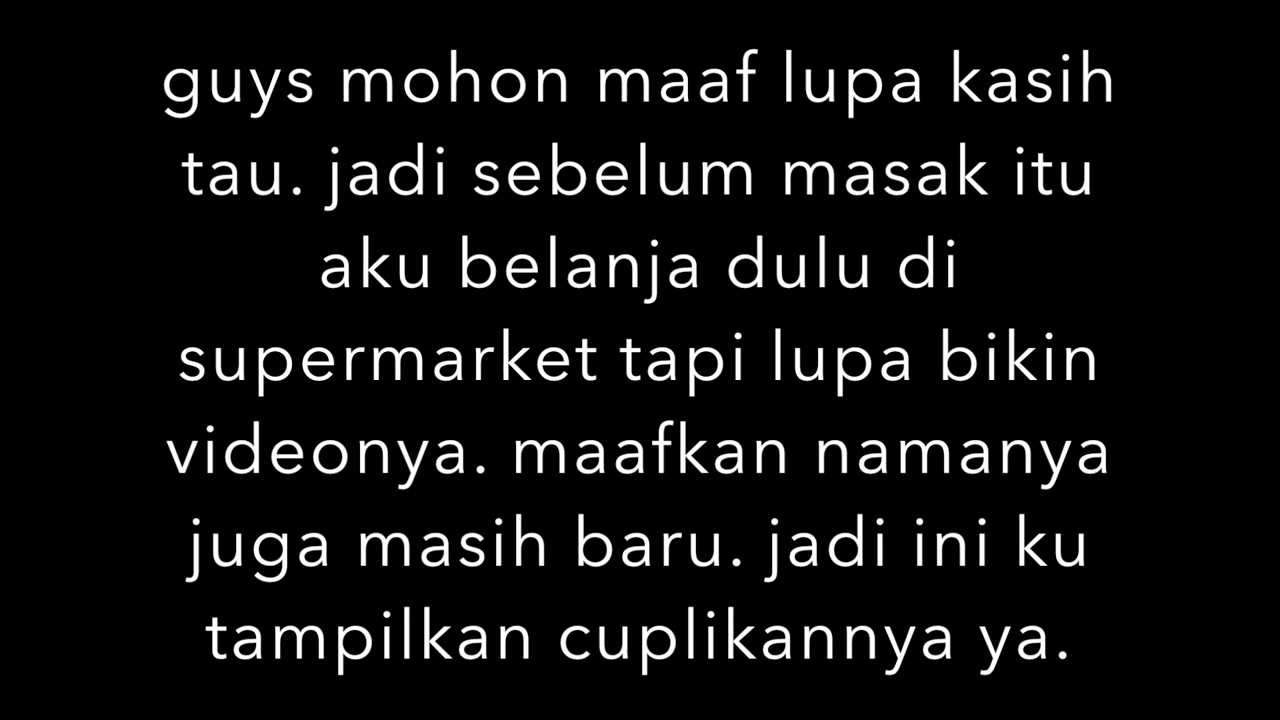 guys mohon maaf lupa kasih
tau. jadi sebelum masak itu
aku belanja dulu di
supermarket tapi lupa bikin
videonya. maafkan namanya
juga masih baru. jadi ini ku
tampilkan cuplikannya ya.